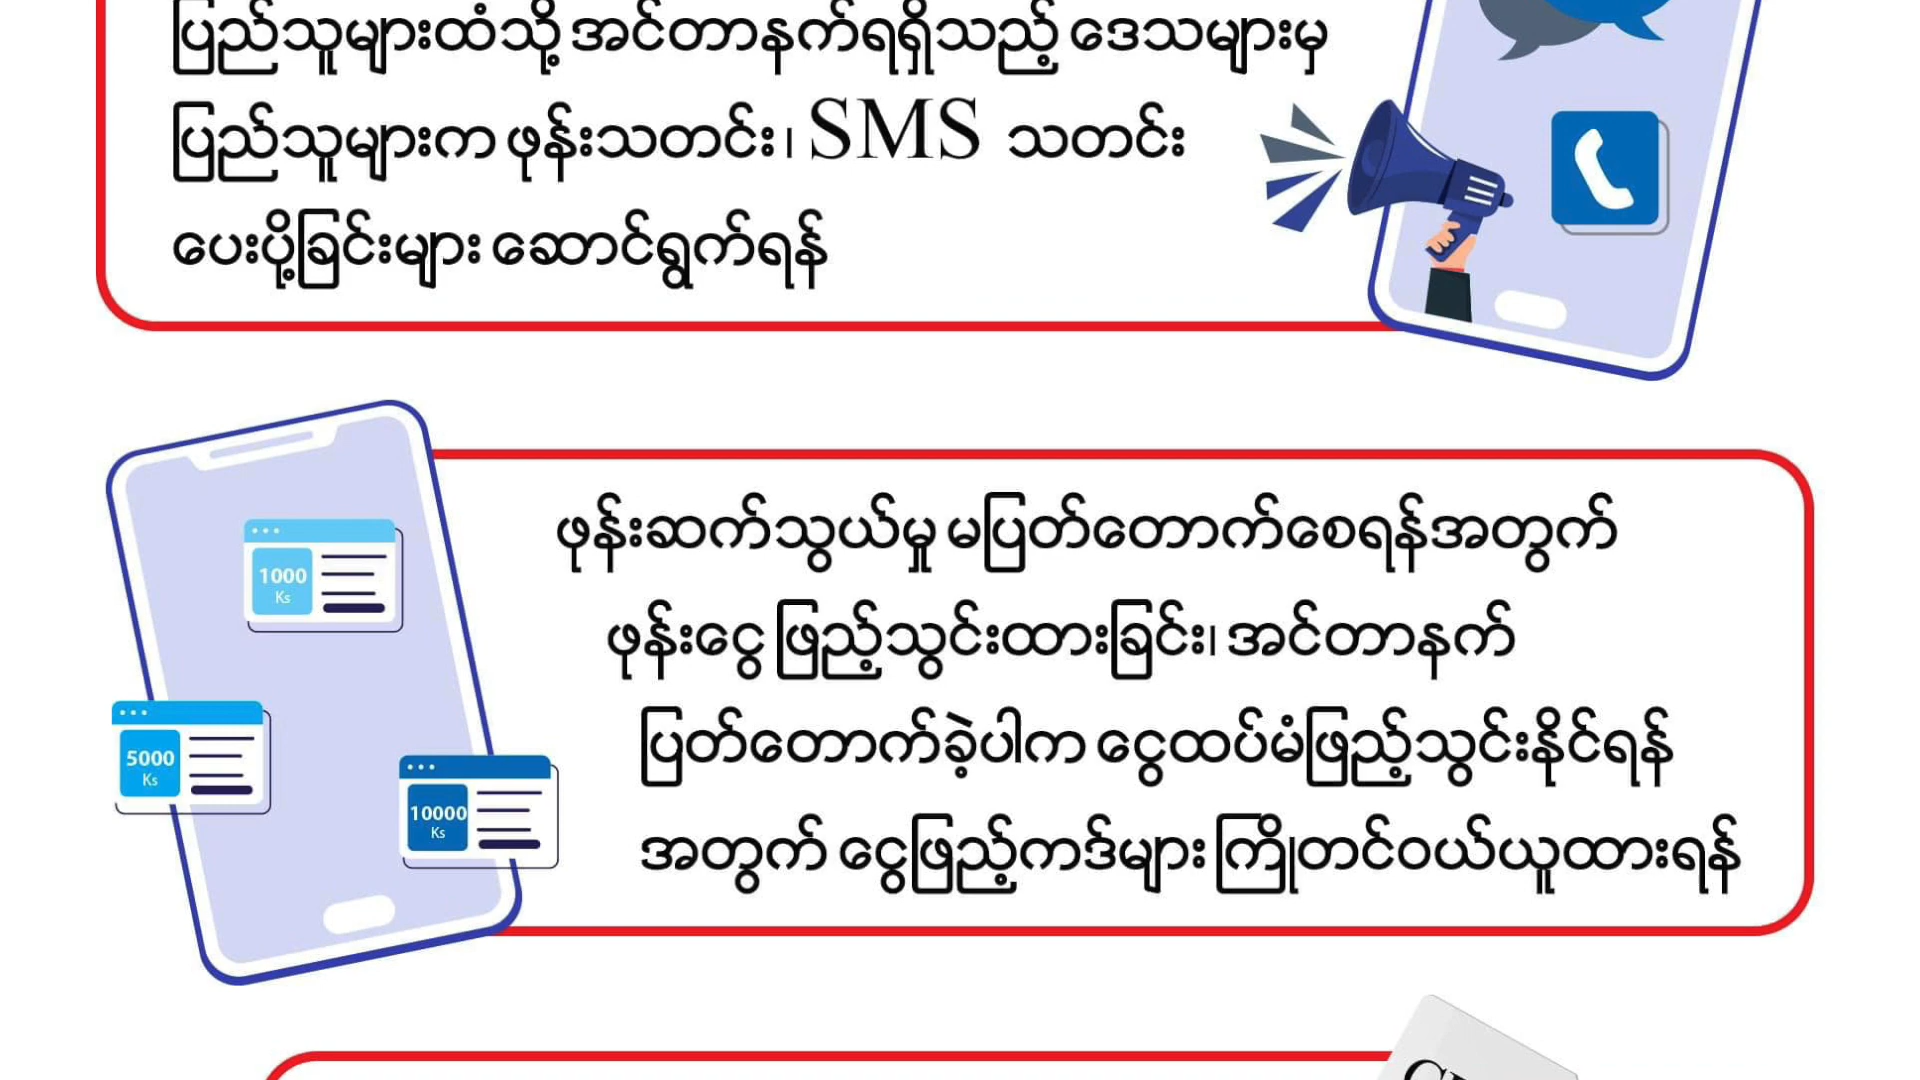 ပြည်သူများထံသို့ အင်တာနက်ရရှိသည့် ဒေသများမှ
ပြည်သူများက ဖုန်းသတင်း၊ SMS သတင်း
ပေးပို့ခြင်းများ ဆောင်ရွက်ရန်
ဖုန်းဆက်သွယ်မှု မပြတ်တောက်စေရန်အတွက်
ဖုန်းငွေ ဖြည့်သွင်းထားခြင်း၊ အင်တာနက်
ပြတ်တောက်ခဲ့ပါက ငွေထပ်မံဖြည့်သွင်းနိုင်ရန်
အတွက် ငွေဖြည့်ကဒ်များ ကြိုတင်ဝယ်ယူထားရန်
1000
Ks
5000
Ks
10000
Ks